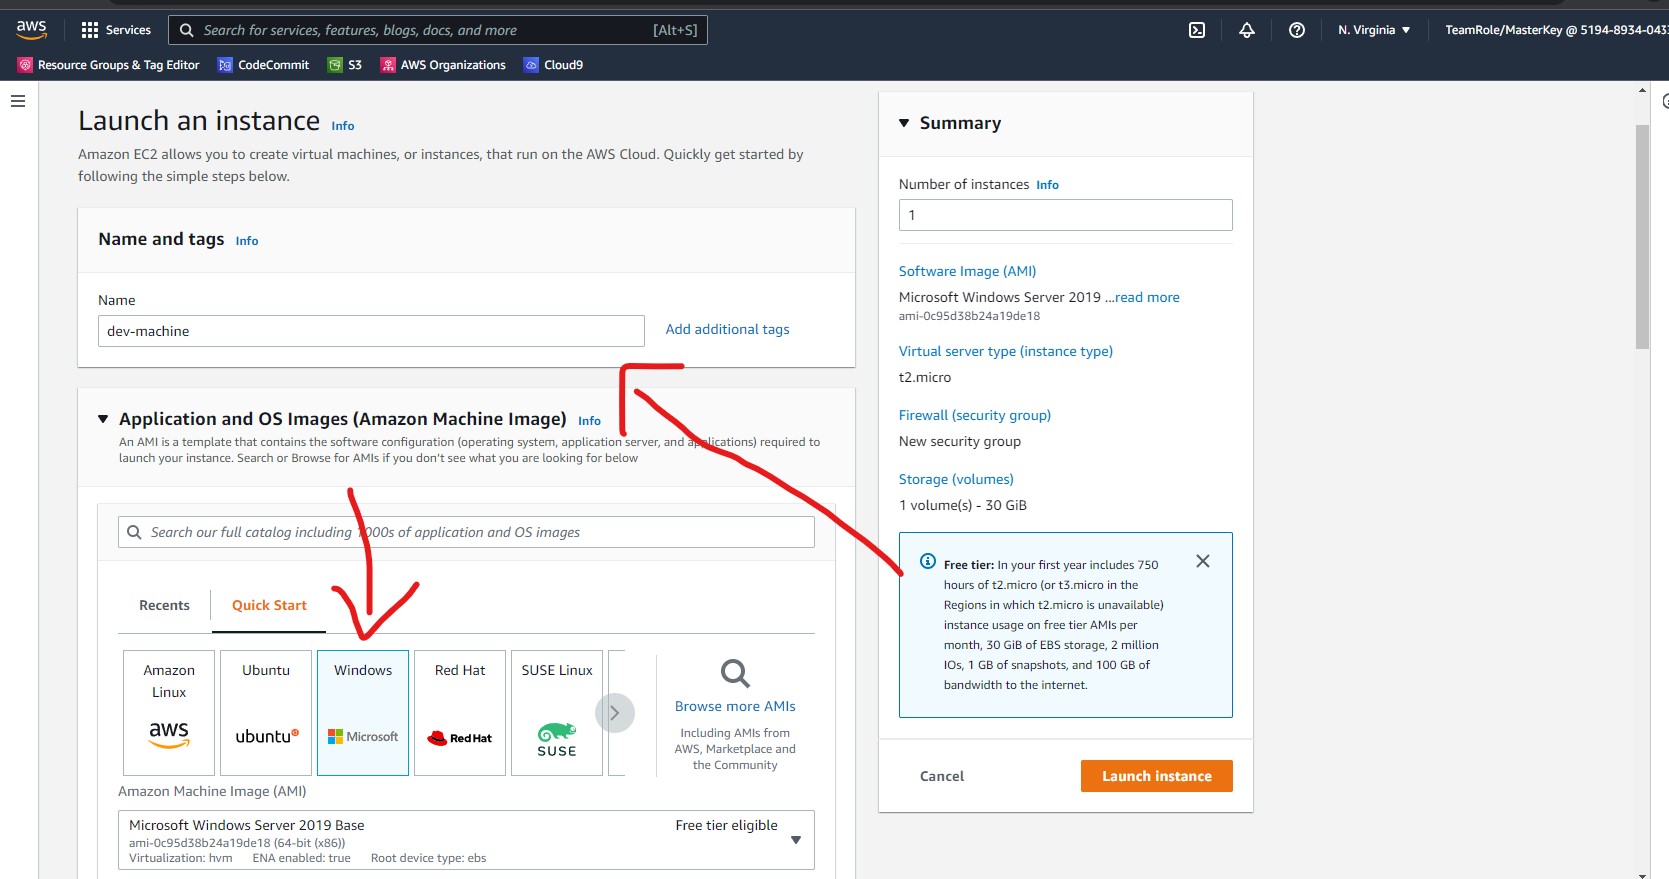 aws
Services
Search for services, features, blogs, docs, and more
[Alt+S]
N. Virginia
TeamRole/MasterKey @ 5194-8934-043
Resource Groups & Tag Editor
CodeCommit
S3
AWS Organizations
Cloud9
Launch an instance Info
Amazon EC2 allows you to create virtual machines, or instances, that run on the AWS Cloud. Quickly get started by
following the simple steps below.
Name and tags Info
Name
dev-machine
Add additional tags
Application and OS Images (Amazon Machine Image) Info
An AMI is a template that contains the software configuration (operating system, application server, and applications) required to
launch your instance. Search or Browse for AMIs if you don't see what you are looking for below
Search our full catalog including 1000s of application and OS images
Recents
Quick Start
Amazon
Linux
aws
Ubuntu
ubuntu
Windows
Microsoft
Red Hat
Red Hat
SUSE Linux
SUSE
Browse more AMIs
Including AMIs from
AWS, Marketplace and
the Community
Amazon Machine Image (AMI)
Microsoft Windows Server 2019 Base
Free tier eligible
ami-0c95d38b24a19de18 (64-bit (x86))
Virtualization: hvm ENA enabled: true Root device type: ebs
Summary
Number of instances Info
1
Software Image (AMI)
Microsoft Windows Server 2019 ...read more
ami-0c95d38b24a19de18
Virtual server type (instance type)
t2.micro
Firewall (security group)
New security group
Storage (volumes)
1 volume(s) - 30 GiB
Free tier: In your first year includes 750
hours of t2.micro (or t3.micro in the
Regions in which t2.micro is unavailable)
instance usage on free tier AMIs per
month, 30 GiB of EBS storage, 2 million
IOs, 1 GB of snapshots, and 100 GB of
bandwidth to the internet.
Cancel
Launch instance